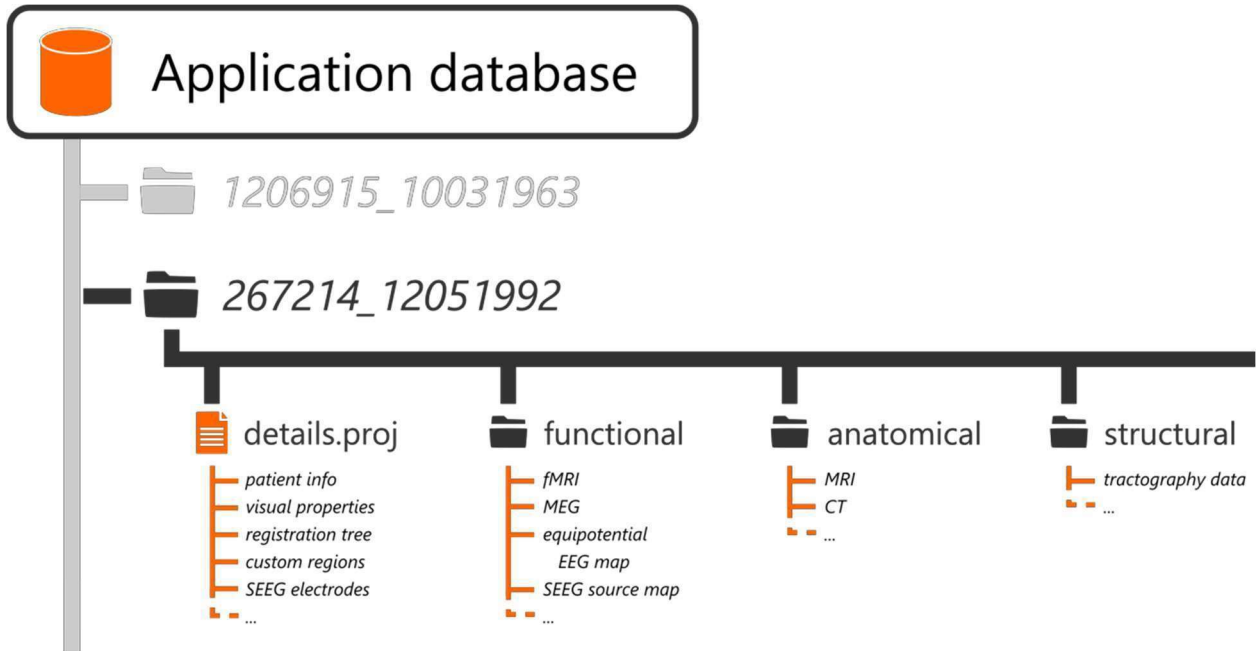 Application database
1206915_10031963
267214_12051992
details.proj
patient info
visual properties
registration tree
custom regions
SEEG electrodes
...
functional
fMRI
MEG
equipotential
EEG map
SEEG source map
...
anatomical
MRI
CT
...
structural
tractography data
...